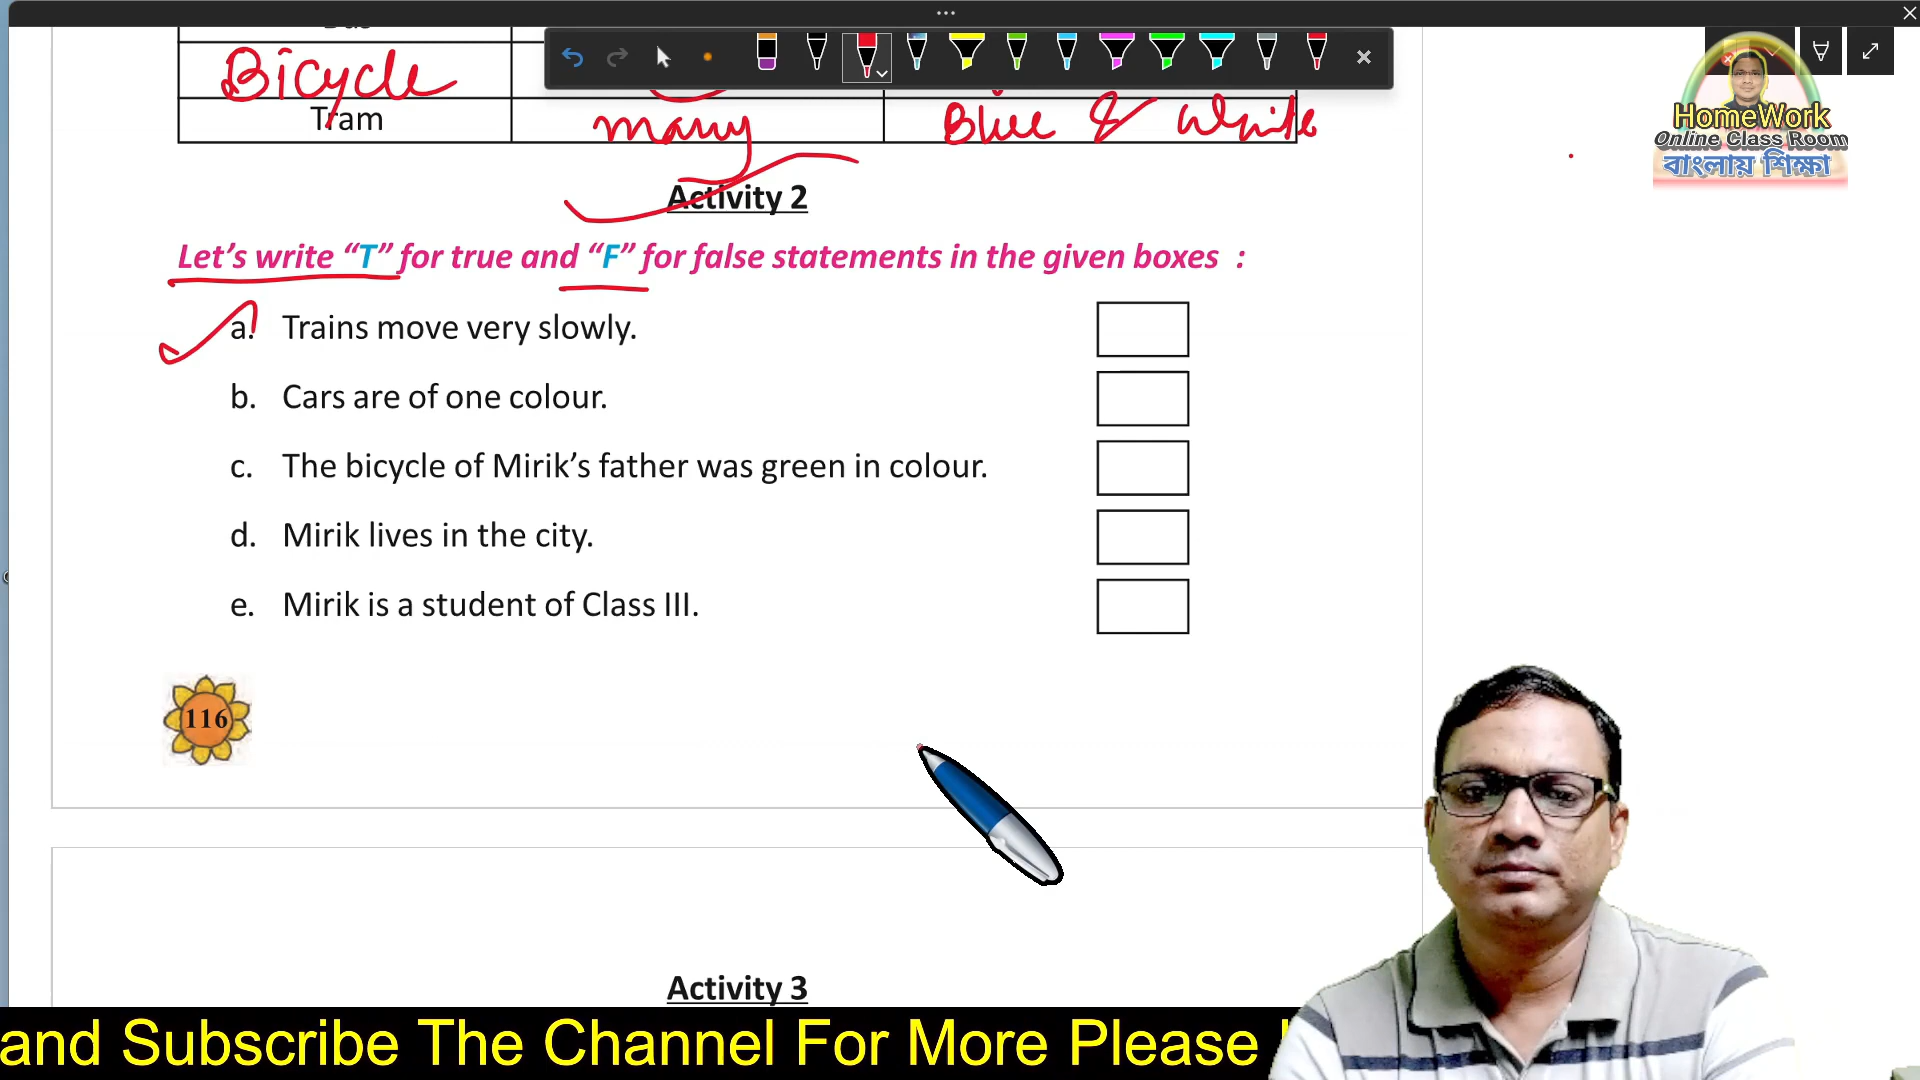 Bicycle
Tram many Blue & White
HomeWork
Online Class Room
বাংলায় শিক্ষা
Activity 2
Let’s write “T” for true and “F” for false statements in the given boxes :
a. Trains move very slowly.
b. Cars are of one colour.
c. The bicycle of Mirik’s father was green in colour.
d. Mirik lives in the city.
e. Mirik is a student of Class III.
116
Activity 3
and Subscribe The Channel For More Please